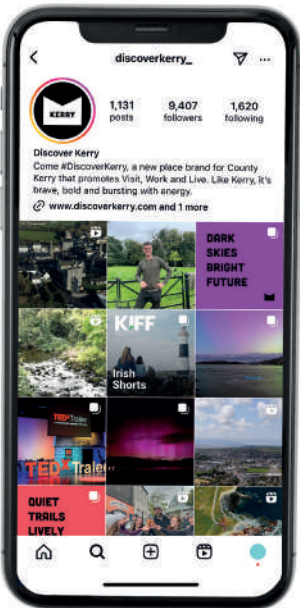 discoverkerry_
KERRY
1,131 9,407 1,620
posts followers following
Discover Kerry
Come #DiscoverKerry, a new place brand for County
Kerry that promotes Visit, Work and Live. Like Kerry, it's
brave, bold and bursting with energy.
www.discoverkerry.com and 1 more
DARK
SKIES
BRIGHT
FUTURE
KIFF
Irish
Shorts
TEDxTralee
TEDxTralee
QUIET
TRAILS
LIVELY